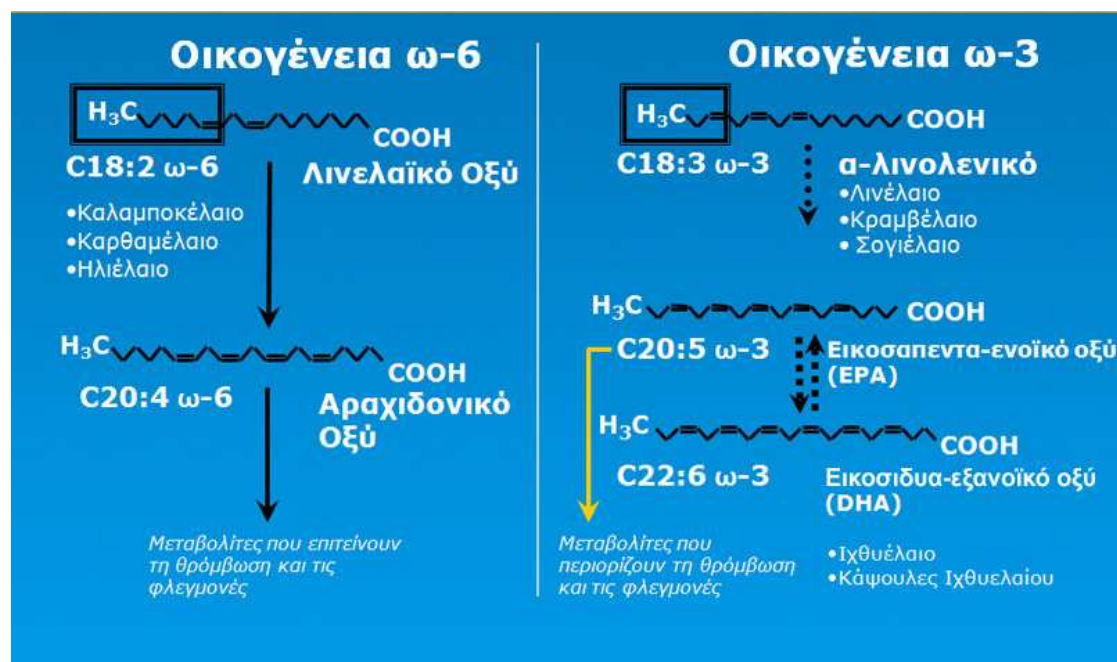 Οικογένεια ω-6
H₃C
COOH
C18:2 ω-6
Λινελαϊκό Οξύ
•Καλαμποκέλαιο
•Καρθαμέλαιο
•Ηλιέλαιο
H₃C
COOH
C20:4 ω-6
Αραχιδονικό
Οξύ
Μεταβολίτες που επιτείνουν
τη θρόμβωση και τις
φλεγμονές
Οικογένεια ω-3
H₃C
COOH
C18:3 ω-3
α-λινολενικό
•Λινέλαιο
•Κραμβέλαιο
• Σογιέλαιο
H₃C
COOH
C20:5 ω-3
Εικοσαπεντα-ενοϊκό οξύ
(EPA)
H₃C
COOH
C22:6 ω-3
Εικοσιδυα-εξανοϊκό οξύ
(DHA)
Μεταβολίτες που
περιορίζουν τη θρόμβωση
και τις φλεγμονές
•Ιχθυέλαιο
•Κάψουλες Ιχθυελαίου